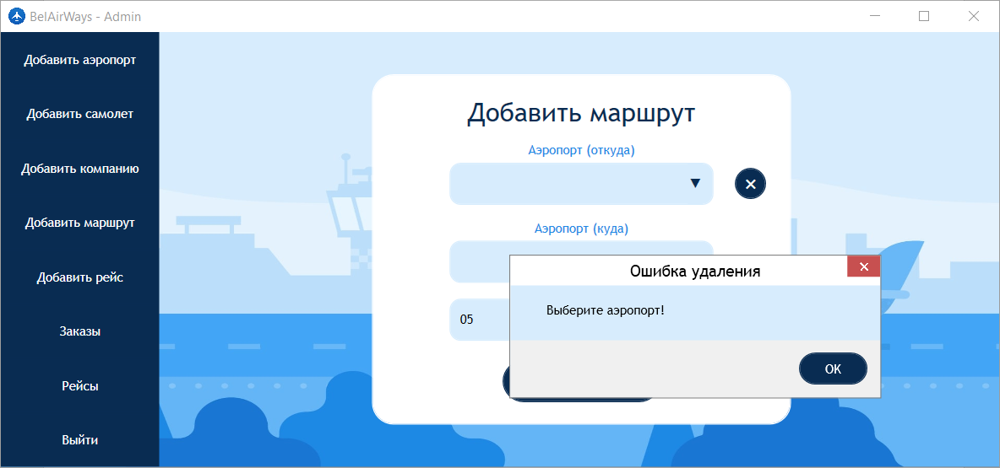 BelAirWays - Admin
Добавить аэропорт
Добавить самолет
Добавить компанию
Добавить маршрут
Добавить рейс
Заказы
Рейсы
Выйти
Добавить маршрут
Аэропорт (откуда)
Аэропорт (куда)
05
Ошибка удаления
Выберите аэропорт!
OK